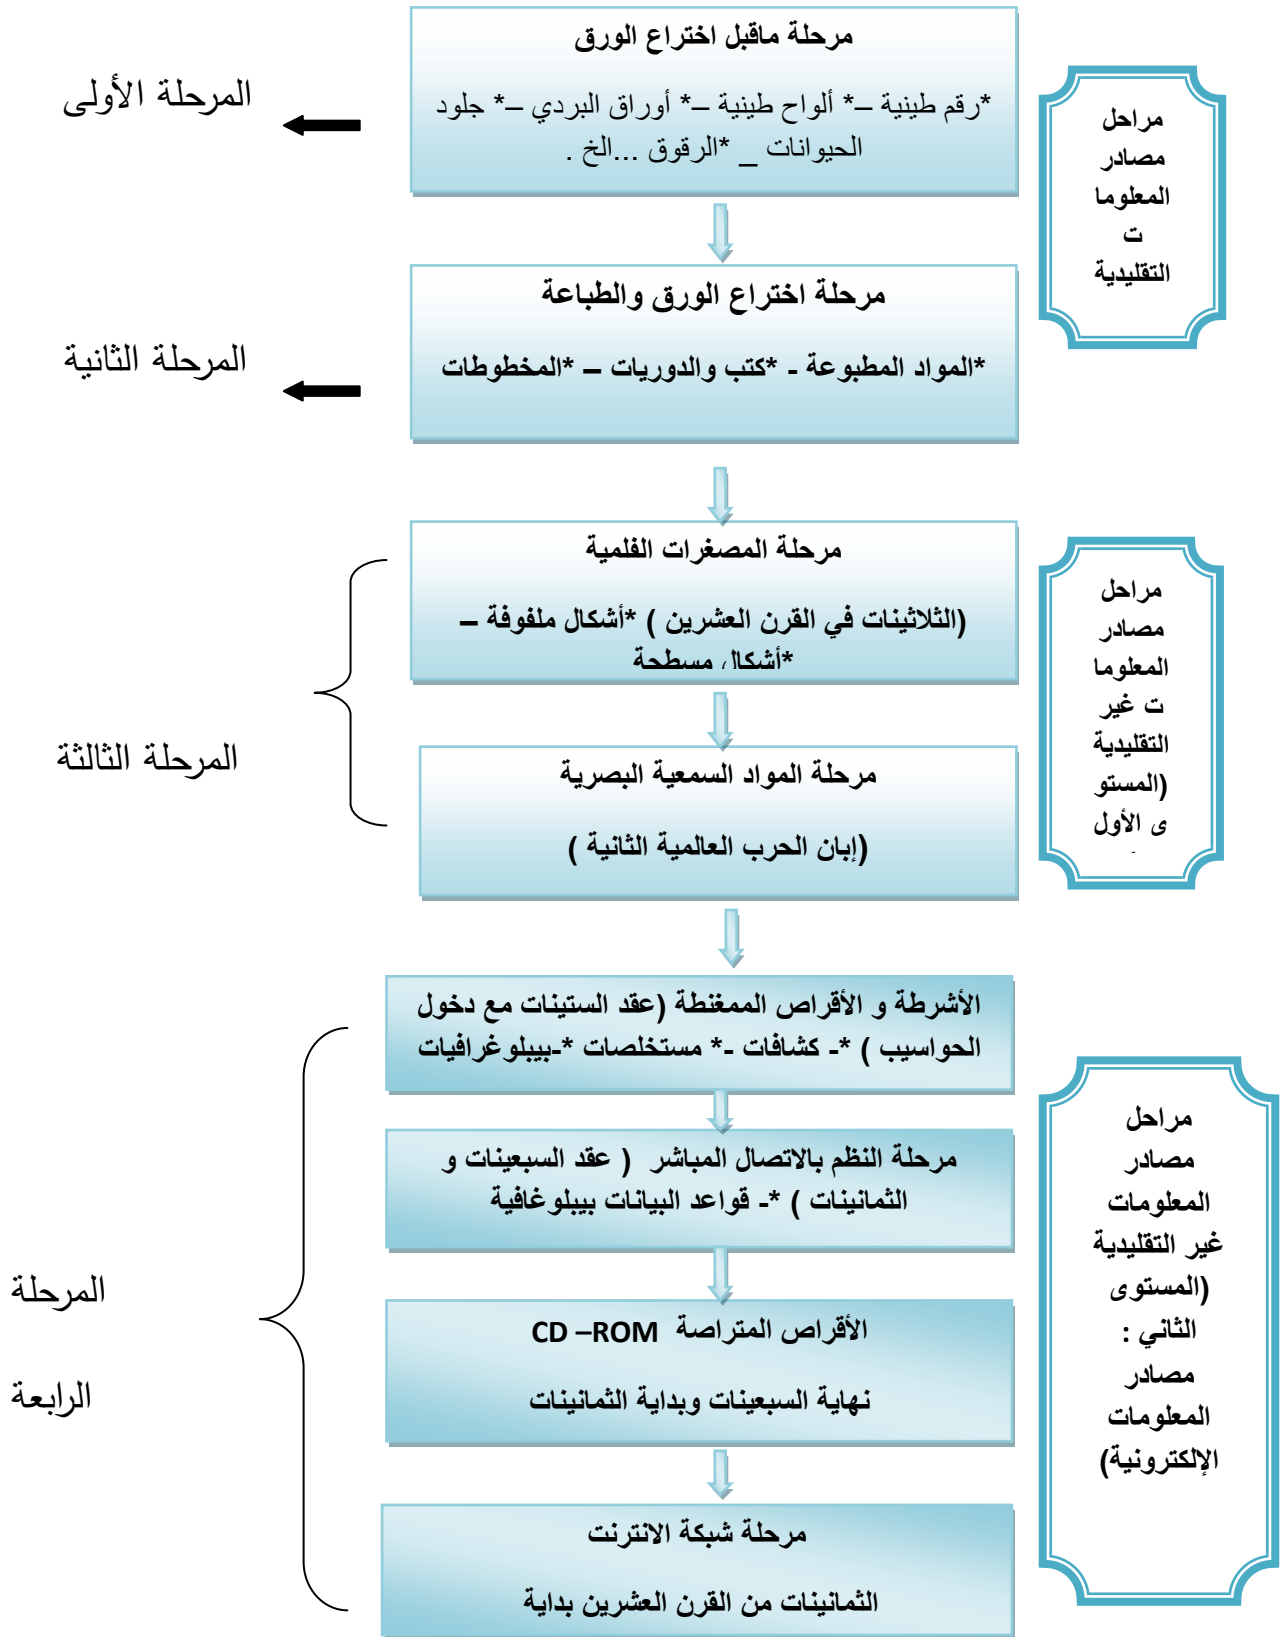 مرحلة ماقبل اختراع الورق
*رقم طينية –* ألواح طينية –* أوراق البردي –* جلود
الحيوانات _ *الرقوق ...الخ .
المرحلة الأولى
مراحل
مصادر
المعلوما
ت
التقليدية
مرحلة اختراع الورق والطباعة
*المواد المطبوعة - *كتب والدوريات – *المخطوطات
المرحلة الثانية
مرحلة المصغرات الفلمية
(الثلاثينات في القرن العشرين ) *أشكال ملفوفة –
*أشكال مسطحة
مراحل
مصادر
المعلوما
ت غير
التقليدية
(المستو
ى الأول
المرحلة الثالثة
مرحلة المواد السمعية البصرية
(إبان الحرب العالمية الثانية )
الأشرطة و الأقراص الممغنطة (عقد الستينات مع دخول
الحواسيب ) *- كشافات -* مستخلصات *-بيبلوغرافيات
مرحلة النظم بالاتصال المباشر ( عقد السبعينات و
الثمانينات ) *- قواعد البيانات بيبلوغافية
مراحل
مصادر
المعلومات
غير التقليدية
(المستوى
الثاني :
مصادر
المعلومات
الإلكترونية)
المرحلة
الرابعة
الأقراص المتراصة CD –ROM
نهاية السبعينات وبداية الثمانينات
مرحلة شبكة الانترنت
الثمانينات من القرن العشرين بداية